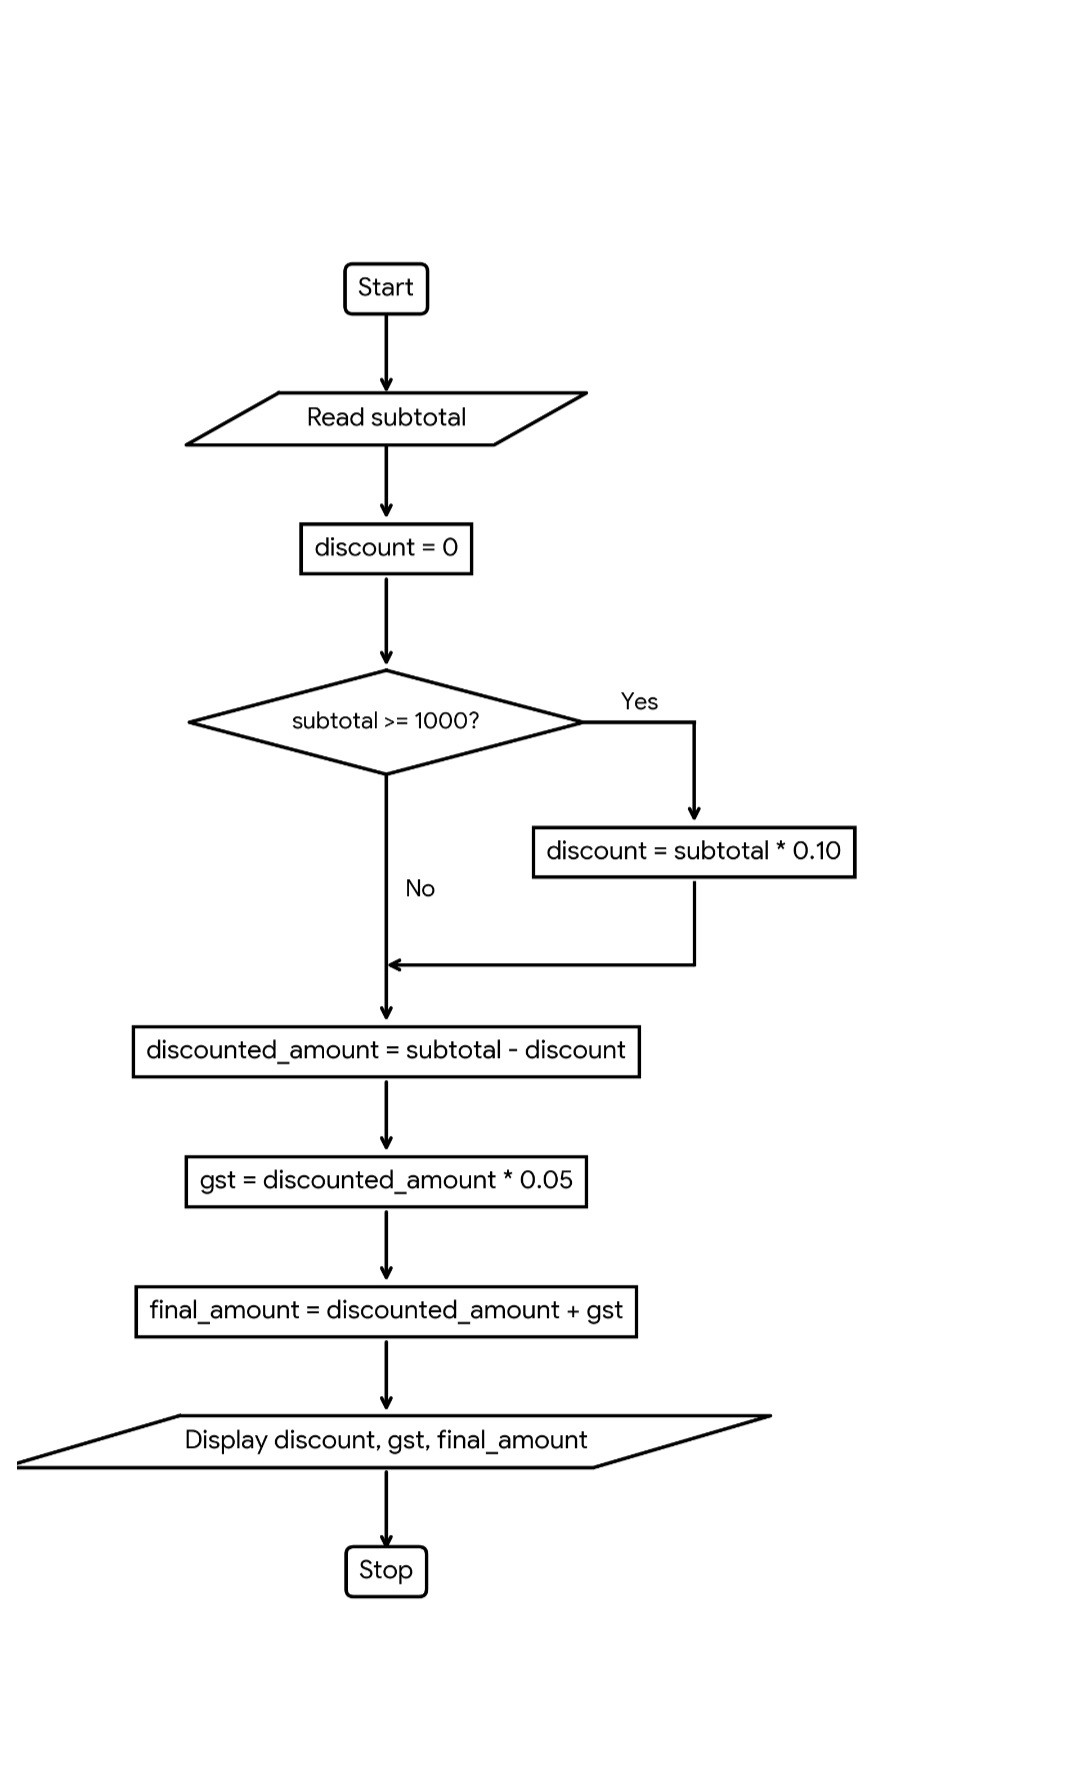 Start
Read subtotal
discount = 0
subtotal >= 1000?
Yes
discount = subtotal * 0.10
No
discounted_amount = subtotal - discount
gst = discounted_amount * 0.05
final_amount = discounted_amount + gst
Display discount, gst, final_amount
Stop